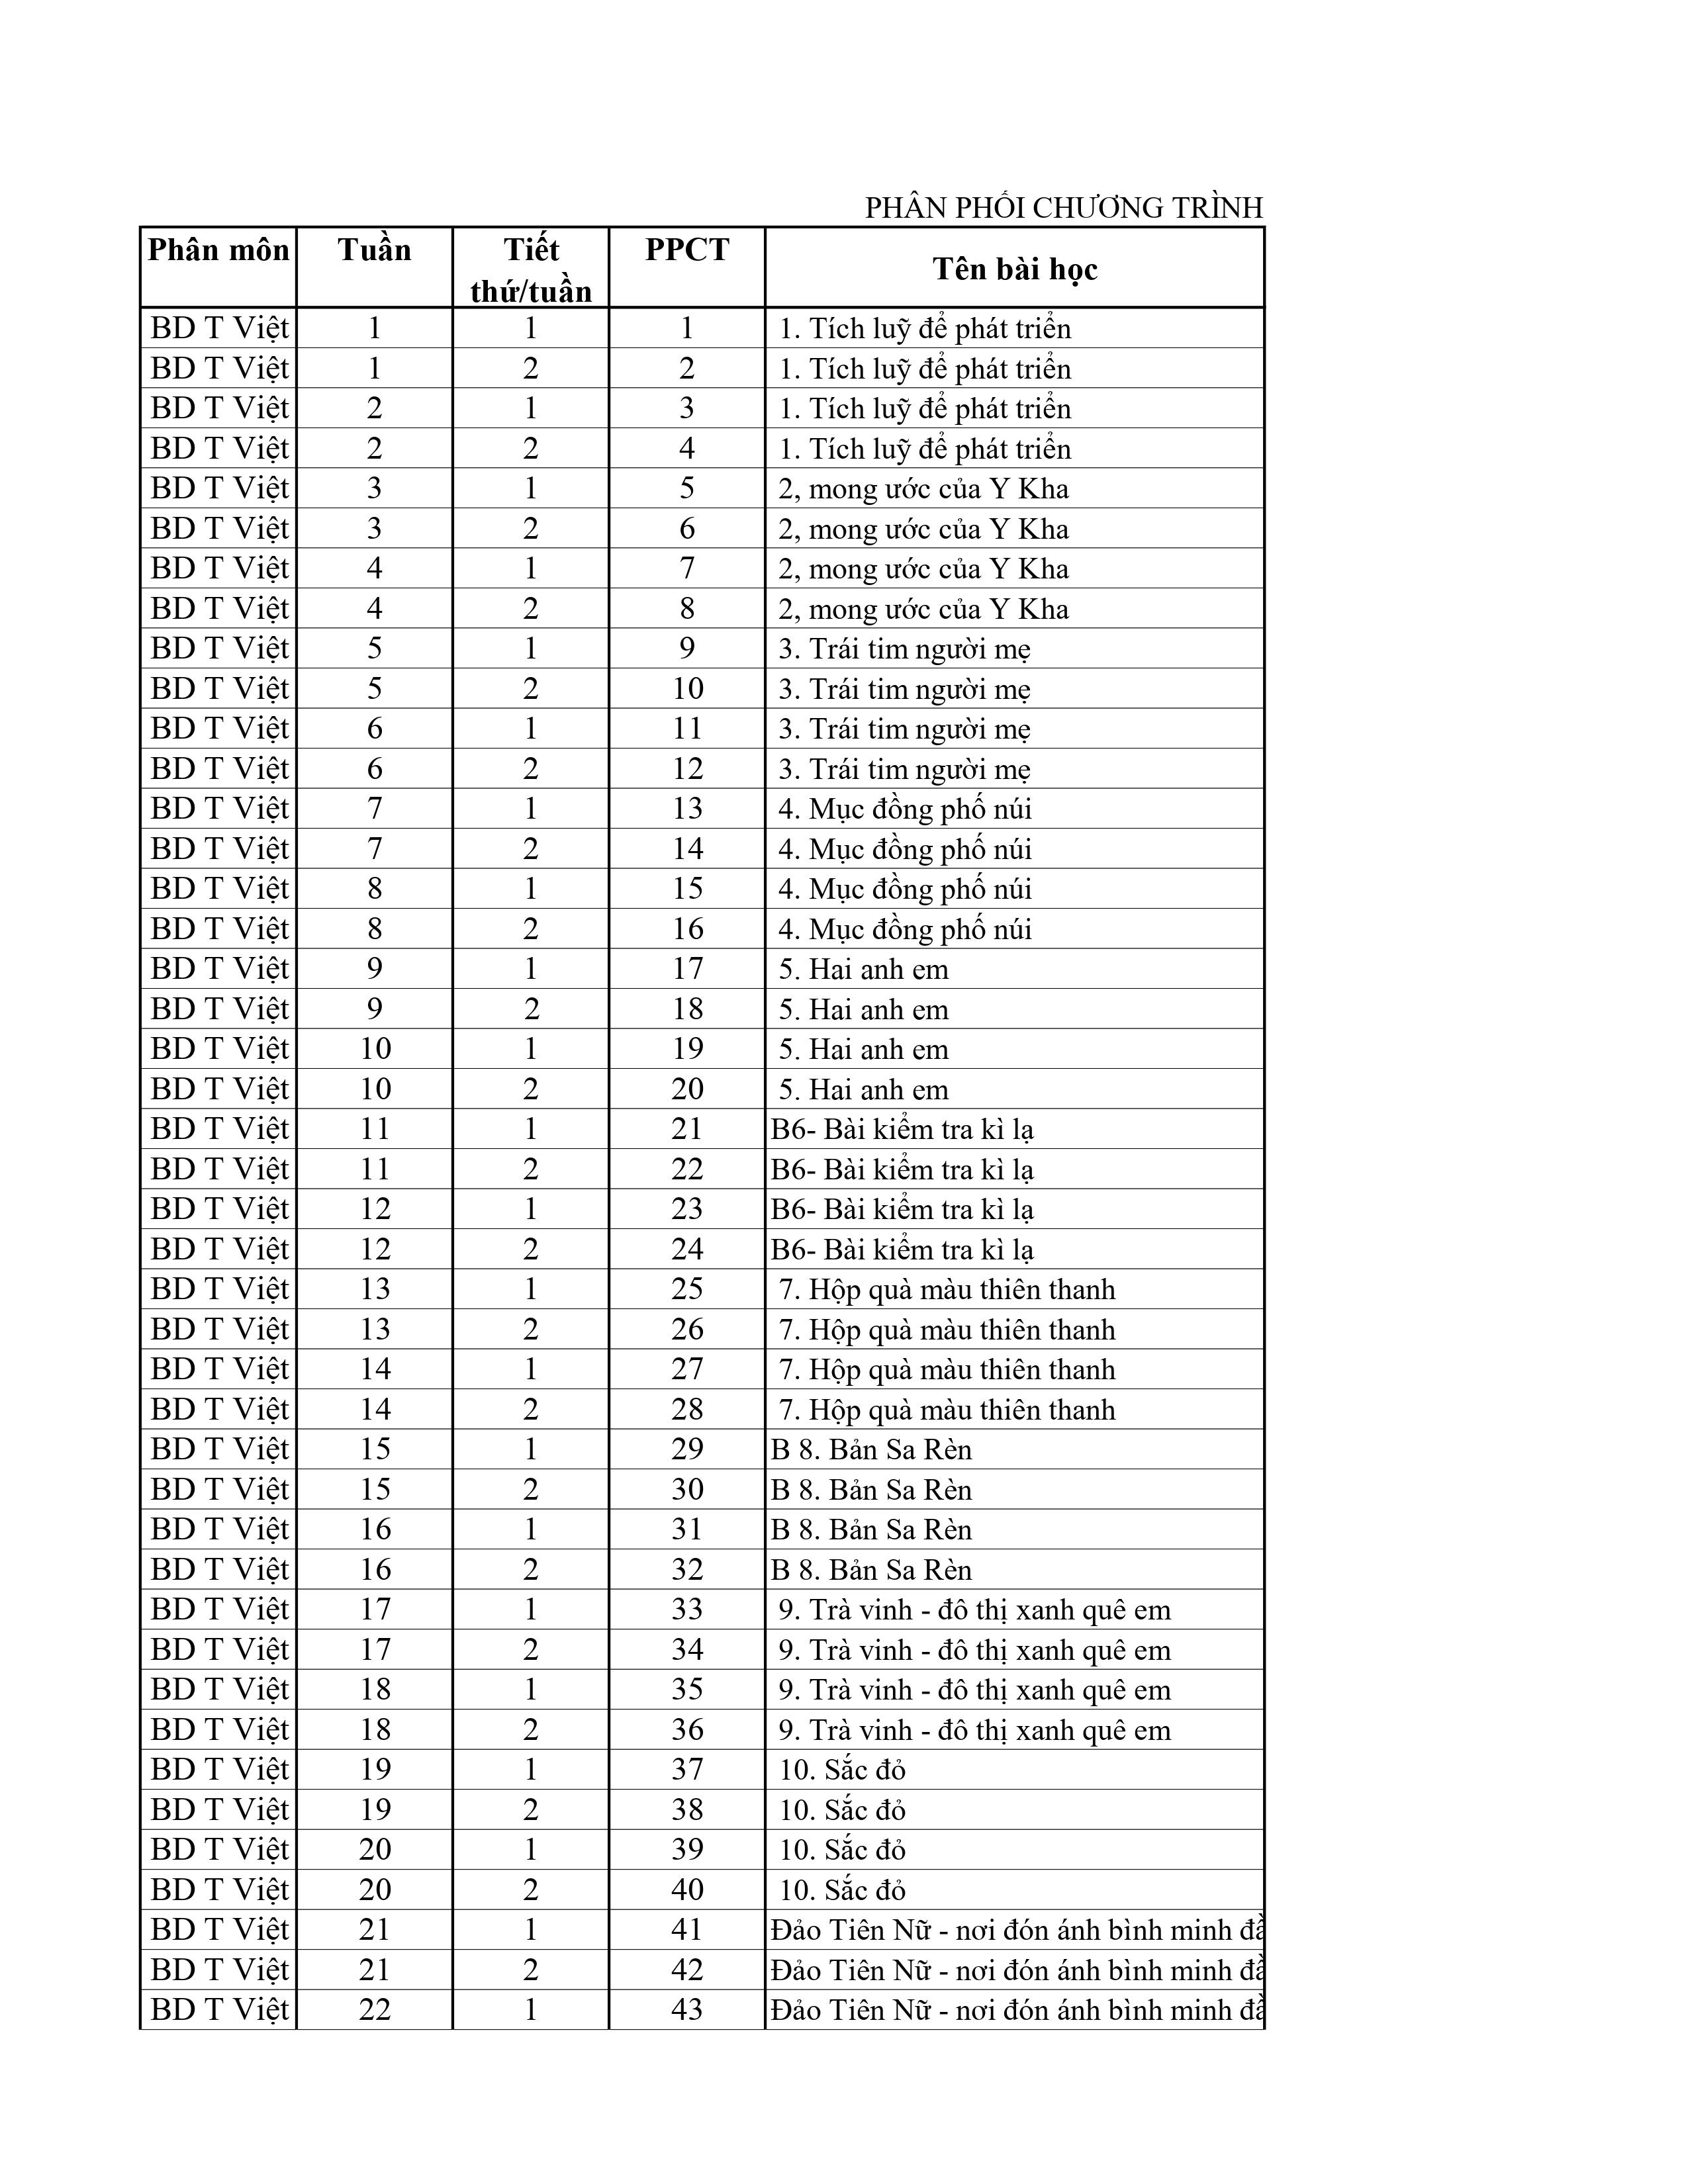 PHÂN PHỐI CHƯƠNG TRÌNH
Phân môn Tuần Tiết thứ/tuần PPCT Tên bài học
BD T Việt 1 1 1 1. Tích luỹ để phát triển
BD T Việt 1 2 2 1. Tích luỹ để phát triển
BD T Việt 2 1 3 1. Tích luỹ để phát triển
BD T Việt 2 2 4 1. Tích luỹ để phát triển
BD T Việt 3 1 5 2, mong ước của Y Kha
BD T Việt 3 2 6 2, mong ước của Y Kha
BD T Việt 4 1 7 2, mong ước của Y Kha
BD T Việt 4 2 8 2, mong ước của Y Kha
BD T Việt 5 1 9 3. Trái tim người mẹ
BD T Việt 5 2 10 3. Trái tim người mẹ
BD T Việt 6 1 11 3. Trái tim người mẹ
BD T Việt 6 2 12 3. Trái tim người mẹ
BD T Việt 7 1 13 4. Mục đồng phố núi
BD T Việt 7 2 14 4. Mục đồng phố núi
BD T Việt 8 1 15 4. Mục đồng phố núi
BD T Việt 8 2 16 4. Mục đồng phố núi
BD T Việt 9 1 17 5. Hai anh em
BD T Việt 9 2 18 5. Hai anh em
BD T Việt 10 1 19 5. Hai anh em
BD T Việt 10 2 20 5. Hai anh em
BD T Việt 11 1 21 B6- Bài kiểm tra kì lạ
BD T Việt 11 2 22 B6- Bài kiểm tra kì lạ
BD T Việt 12 1 23 B6- Bài kiểm tra kì lạ
BD T Việt 12 2 24 B6- Bài kiểm tra kì lạ
BD T Việt 13 1 25 7. Hộp quà màu thiên thanh
BD T Việt 13 2 26 7. Hộp quà màu thiên thanh
BD T Việt 14 1 27 7. Hộp quà màu thiên thanh
BD T Việt 14 2 28 7. Hộp quà màu thiên thanh
BD T Việt 15 1 29 B 8. Bản Sa Rèn
BD T Việt 15 2 30 B 8. Bản Sa Rèn
BD T Việt 16 1 31 B 8. Bản Sa Rèn
BD T Việt 16 2 32 B 8. Bản Sa Rèn
BD T Việt 17 1 33 9. Trà vinh - đô thị xanh quê em
BD T Việt 17 2 34 9. Trà vinh - đô thị xanh quê em
BD T Việt 18 1 35 9. Trà vinh - đô thị xanh quê em
BD T Việt 18 2 36 9. Trà vinh - đô thị xanh quê em
BD T Việt 19 1 37 10. Sắc đỏ
BD T Việt 19 2 38 10. Sắc đỏ
BD T Việt 20 1 39 10. Sắc đỏ
BD T Việt 20 2 40 10. Sắc đỏ
BD T Việt 21 1 41 Đảo Tiên Nữ - nơi đón ánh bình minh
BD T Việt 21 2 42 Đảo Tiên Nữ - nơi đón ánh bình minh
BD T Việt 22 1 43 Đảo Tiên Nữ - nơi đón ánh bình minh